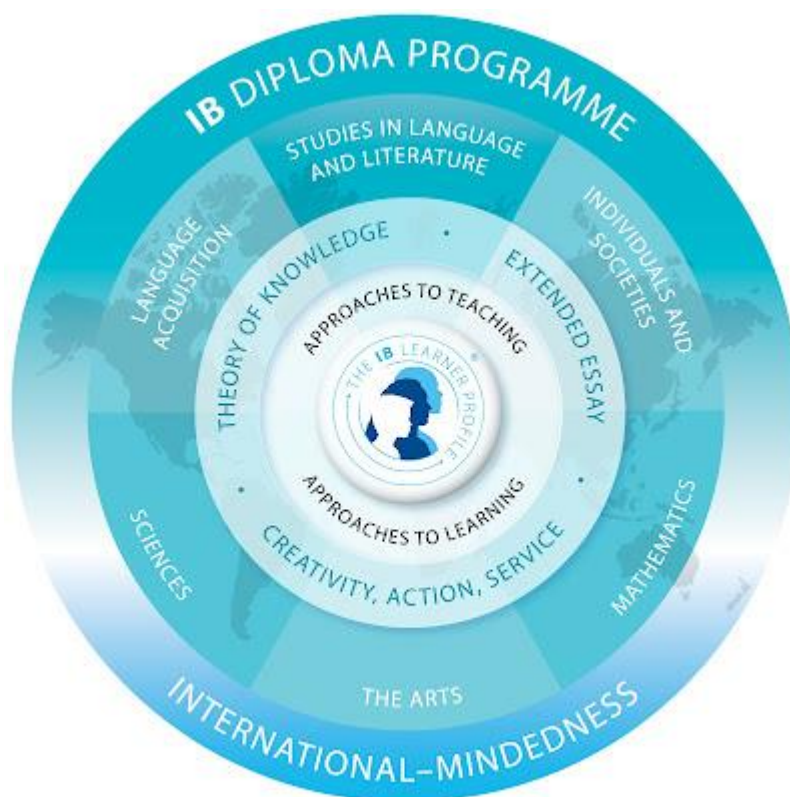 IB DIPLOMA PROGRAMME
STUDIES IN LANGUAGE
AND LITERATURE
LANGUAGE
ACQUISITION
INDIVIDUALS AND
SOCIETIES
THEORY OF KNOWLEDGE
EXTENDED ESSAY
APPROACHES TO TEACHING
THE IB LEARNER PROFILE ®
APPROACHES TO LEARNING
CREATIVITY, ACTION, SERVICE
SCIENCES
MATHEMATICS
THE ARTS
INTERNATIONAL–MINDEDNESS